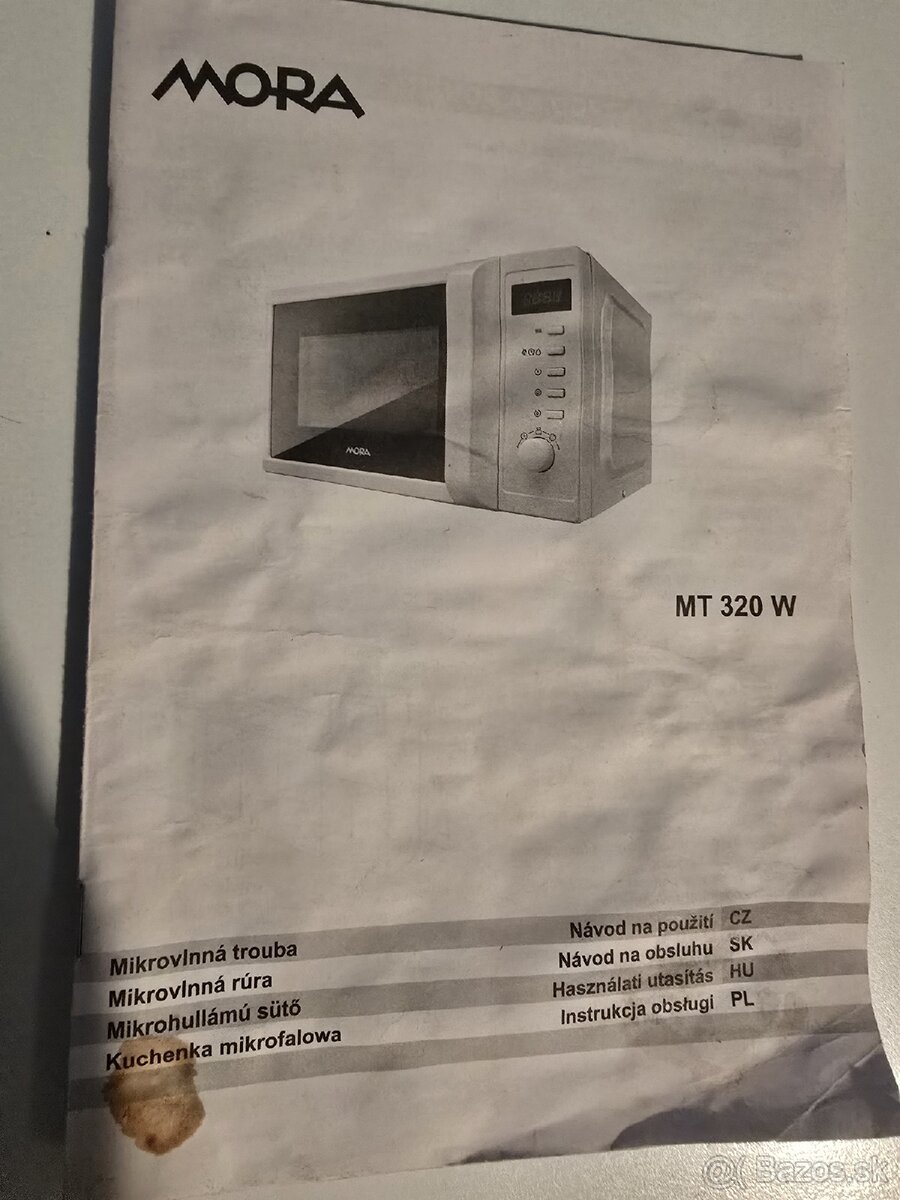 MORA
MORA
MT 320 W
Mikrovlnná trouba Návod na použití CZ
Mikrovlnná rúra Návod na obsluhu SK
Mikrohullámú sütő Használati utasítás HU
Kuchenka mikrofalowa Instrukcja obsługi PL
Bazos.sk